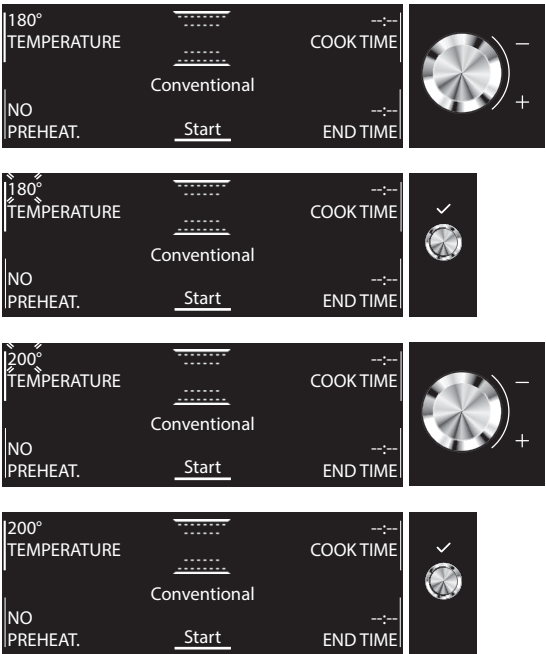 180°
TEMPERATURE
--:--
COOK TIME
Conventional
NO
PREHEAT.
Start
--:--
END TIME
−
+
180°
TEMPERATURE
--:--
COOK TIME
Conventional
NO
PREHEAT.
Start
--:--
END TIME
✓
200°
TEMPERATURE
--:--
COOK TIME
Conventional
NO
PREHEAT.
Start
--:--
END TIME
−
+
200°
TEMPERATURE
--:--
COOK TIME
Conventional
NO
PREHEAT.
Start
--:--
END TIME
✓